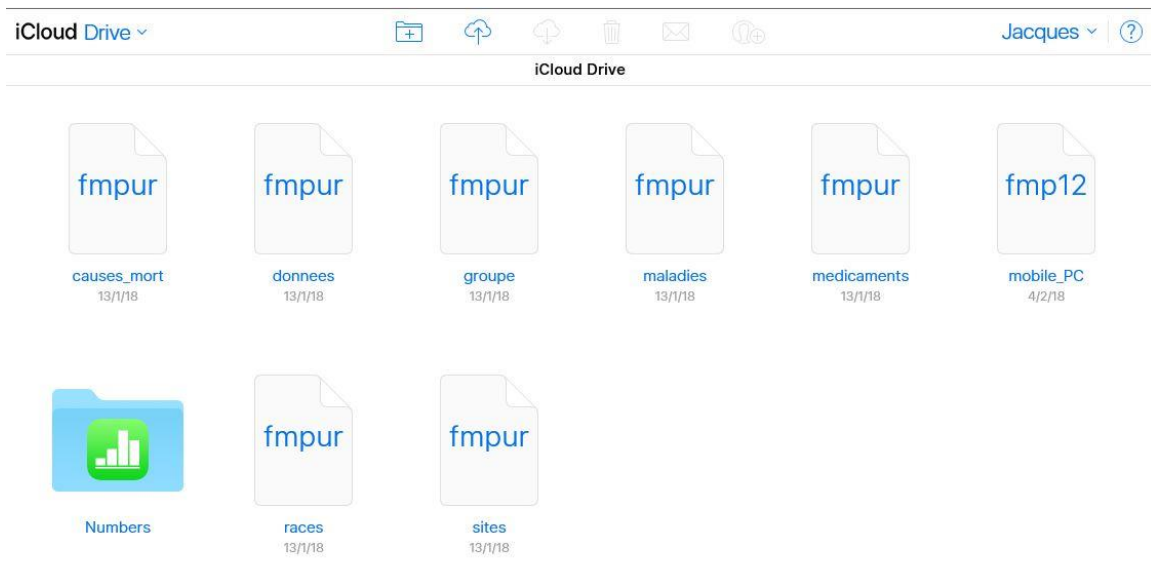 iCloud Drive Jacques ?
iCloud Drive
fmpur fmpur fmpur fmpur fmpur fmp12
causes_mort donnees groupe maladies medicaments mobile_PC
13/1/18 13/1/18 13/1/18 13/1/18 13/1/18 4/2/18
fmpur fmpur
Numbers races sites
13/1/18 13/1/18